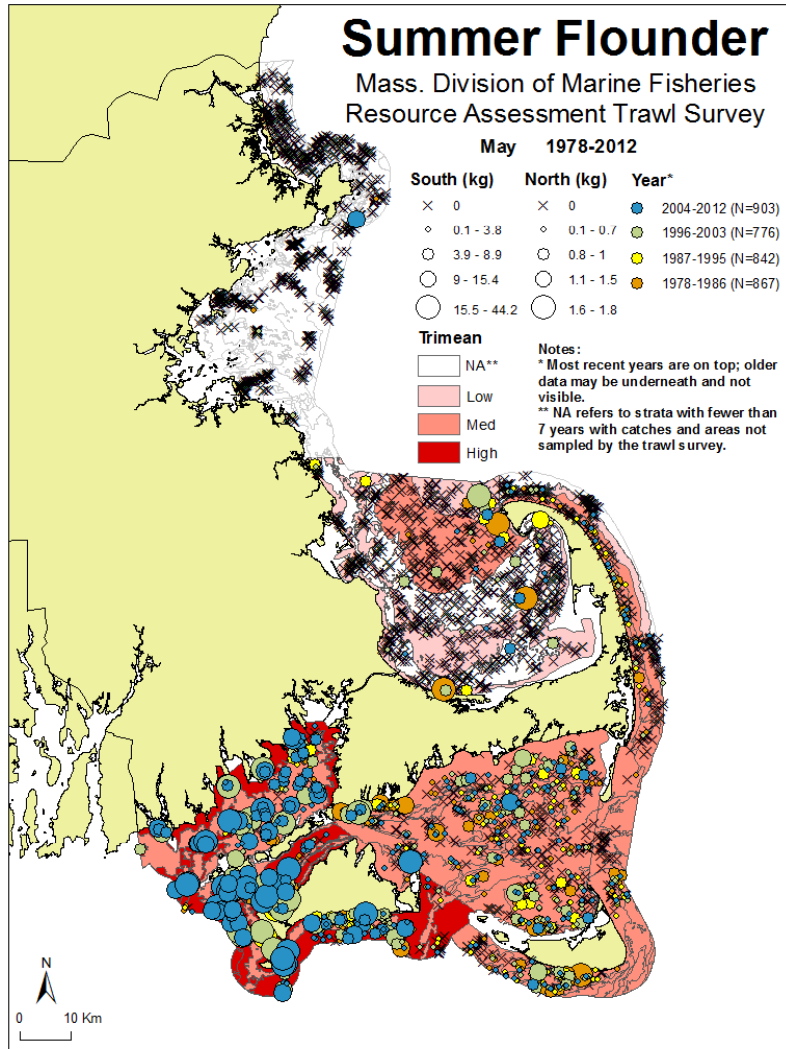 Summer Flounder
Mass. Division of Marine Fisheries
Resource Assessment Trawl Survey
May 1978-2012
South (kg) North (kg) Year*
0 0 2004-2012 (N=903)
0.1 - 3.8 0.1 - 0.7 1996-2003 (N=776)
3.9 - 8.9 0.8 - 1 1987-1995 (N=842)
9 - 15.4 1.1 - 1.5 1978-1986 (N=867)
15.5 - 44.2 1.6 - 1.8
Trimean
NA**
Low
Med
High
Notes:
* Most recent years are on top; older
data may be underneath and not
visible.
** NA refers to strata with fewer than
7 years with catches and areas not
sampled by the trawl survey.
N
0 10 Km